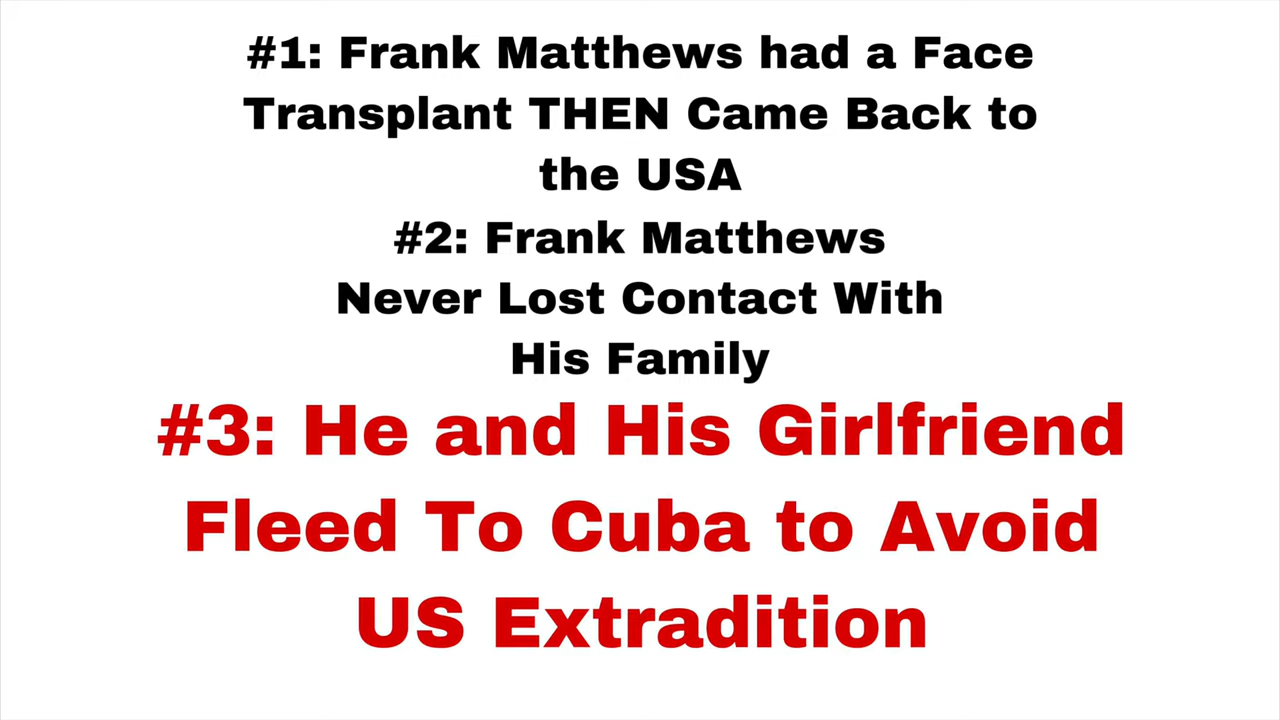 #1: Frank Matthews had a Face
Transplant THEN Came Back to
the USA
#2: Frank Matthews
Never Lost Contact With
His Family
#3: He and His Girlfriend
Fleed To Cuba to Avoid
US Extradition